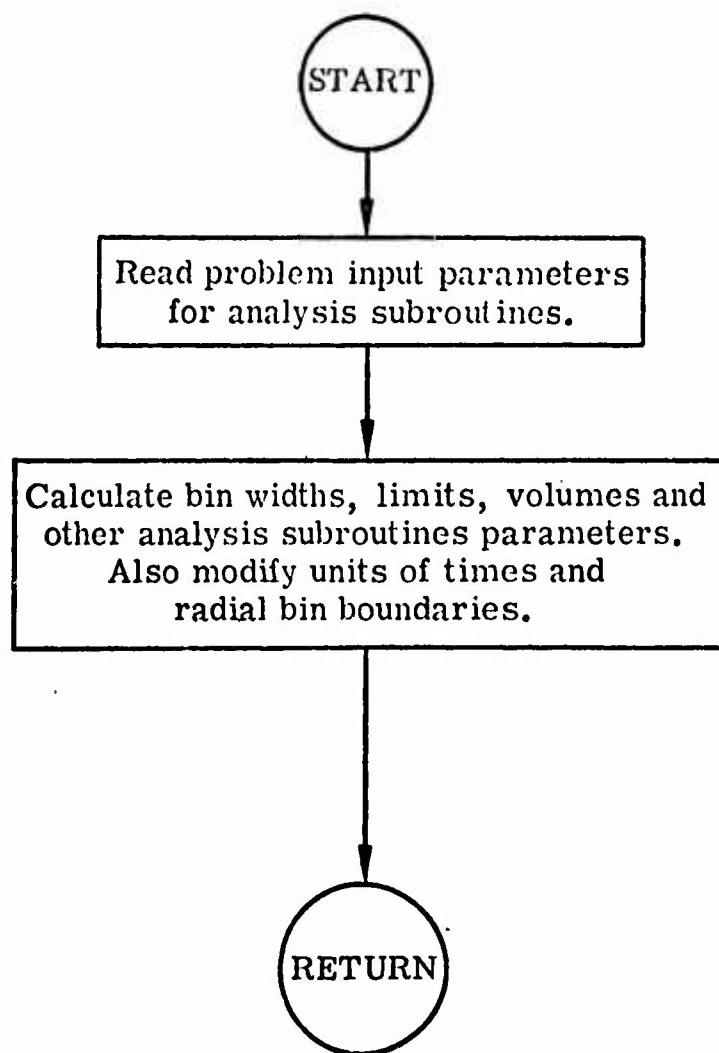 START
Read problem input parameters
for analysis subroutines.
Calculate bin widths, limits, volumes and
other analysis subroutines parameters.
Also modify units of times and
radial bin boundaries.
RETURN